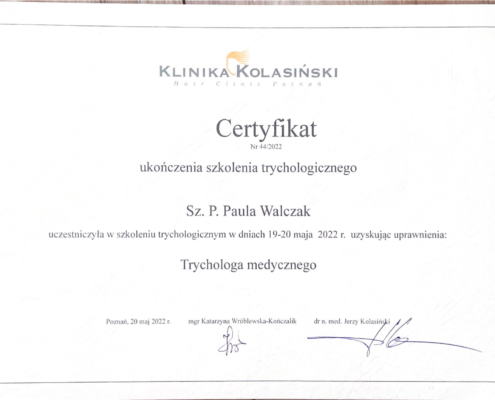 KLINIKA KOLASIŃSKI
Hair Clinic Poznań
Certyfikat
Nr 44/2022
ukończenia szkolenia trychologicznego
Sz. P. Paula Walczak
uczestniczyła w szkoleniu trychologicznym w dniach 19-20 maja 2022 r. uzyskując uprawnienia:
Trychologa medycznego
Poznań, 20 maj 2022 r. mgr Katarzyna Wróblewska-Kończalik dr n. med. Jerzy Kolasiński